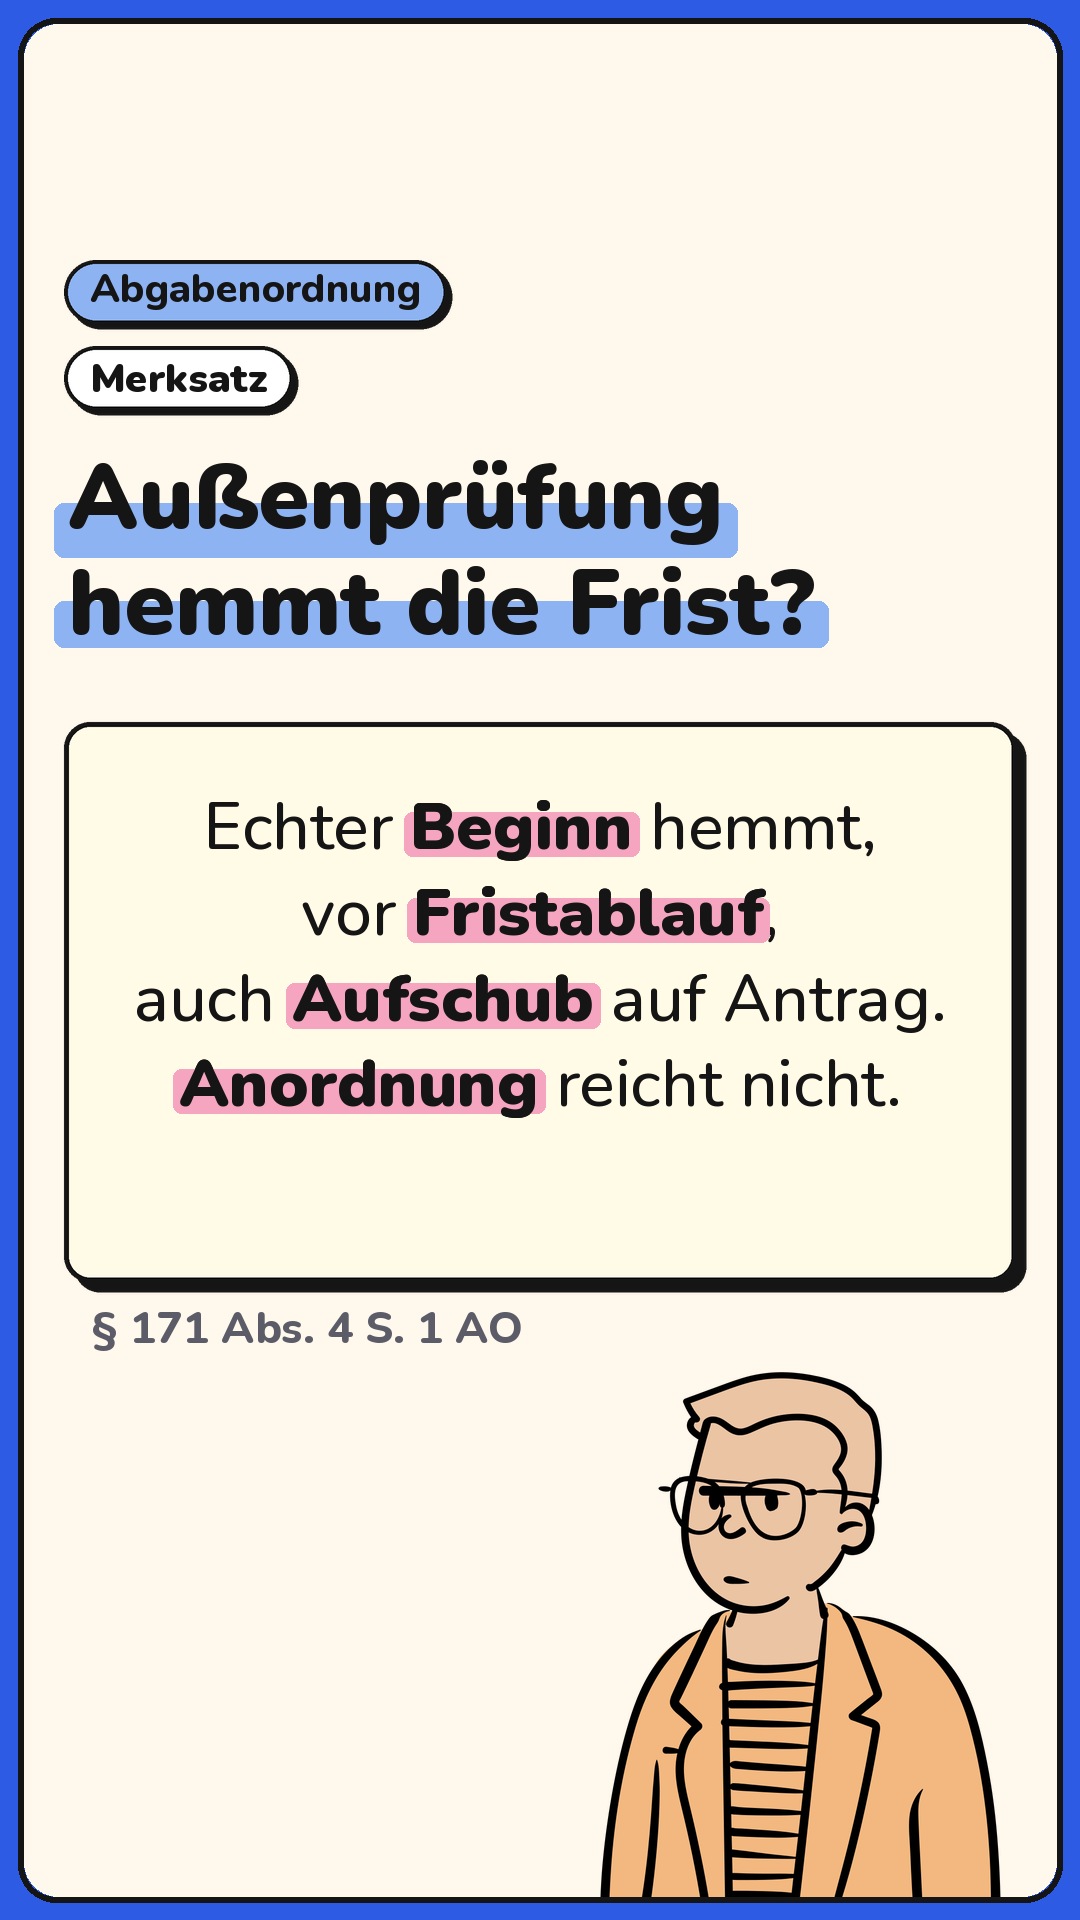 Abgabenordnung
Merksatz
Außenprüfung
hemmt die Frist?
Echter Beginn hemmt,
vor Fristablauf,
auch Aufschub auf Antrag.
Anordnung reicht nicht.
§ 171 Abs. 4 S. 1 AO